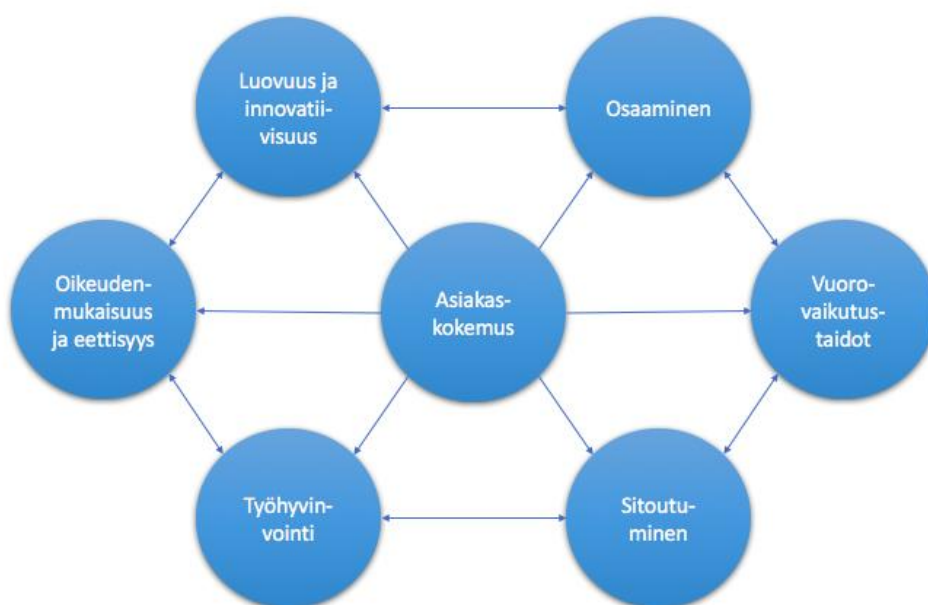 Luovuus ja
innovatii-
visuus
Osaaminen
Oikeuden-
mukaisuus
ja eettisyys
Asiakas-
kokemus
Vuoro-
vaikutus-
taidot
Työhyvin-
vointi
Sitoutu-
minen